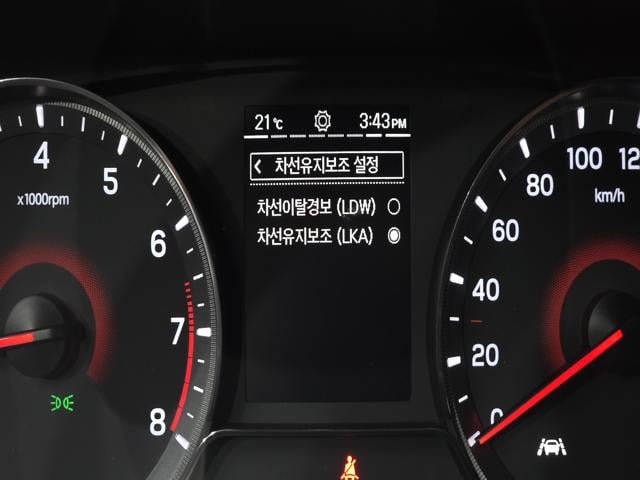 21℃ 3:43PM
< 차선유지보조 설정
차선이탈경보 (LDW)
차선유지보조 (LKA)
4
5
x1000rpm
6
7
8
100
80
km/h
60
40
20
0